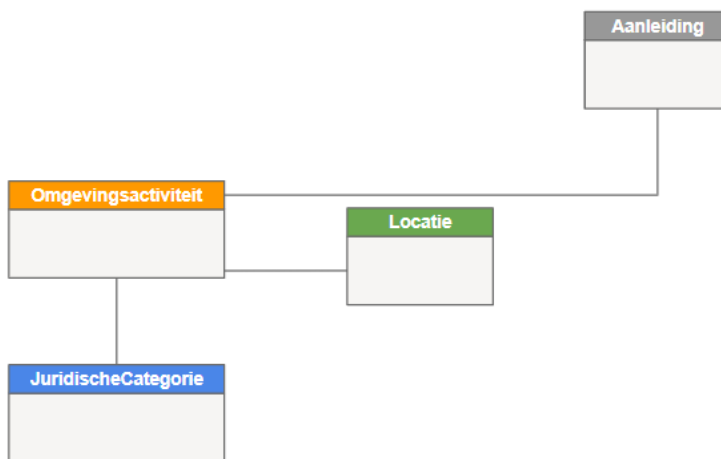 Aanleiding
Omgevingsactiviteit
Locatie
JuridischeCategorie